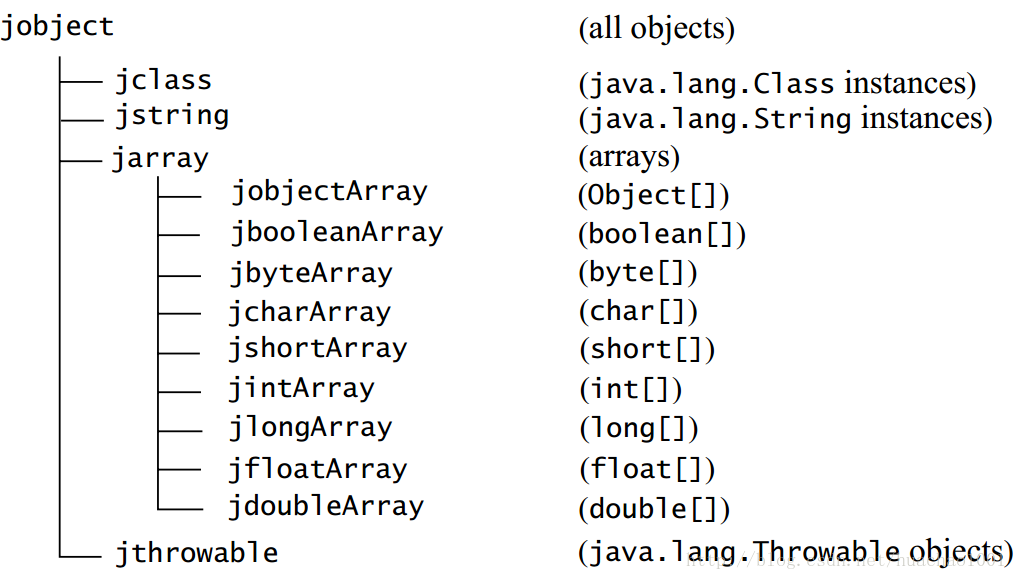 jobject (all objects)
jclass (java.lang.Class instances)
jstring (java.lang.String instances)
jarray (arrays)
jobjectArray (Object[])
jbooleanArray (boolean[])
jbyteArray (byte[])
jcharArray (char[])
jshortArray (short[])
jintArray (int[])
jlongArray (long[])
jfloatArray (float[])
jdoubleArray (double[])
jthrowable (java.lang.Throwable objects)